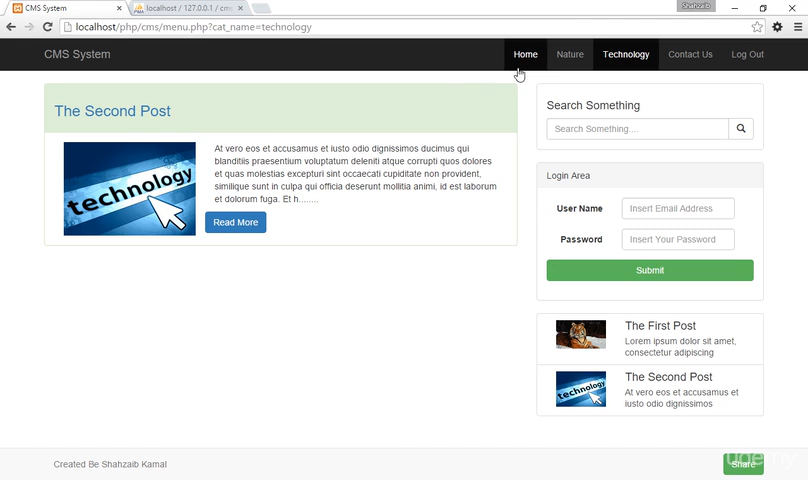 CMS System
localhost / 127.0.0.1 / cms
Shahzaib
localhost/php/cms/menu.php?cat_name=technology
CMS System
Home
Nature
Technology
Contact Us
Log Out
The Second Post
technology
At vero eos et accusamus et iusto odio dignissimos ducimus qui
blanditiis praesentium voluptatum deleniti atque corrupti quos dolores
et quas molestias excepturi sint occaecati cupiditate non provident,
similique sunt in culpa qui officia deserunt mollitia animi, id est laborum
et dolorum fuga. Et h........
Read More
Search Something
Search Something....
Login Area
User Name
Insert Email Address
Password
Insert Your Password
Submit
The First Post
Lorem ipsum dolor sit amet,
consectetur adipiscing
technology
The Second Post
At vero eos et accusamus et
iusto odio dignissimos
Created Be Shahzaib Kamal
Share
udemy